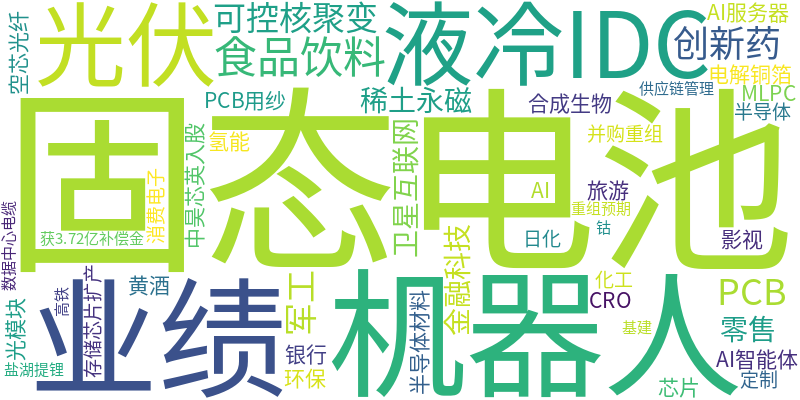 光伏
可控核聚变
食品饮料
液冷IDC
AI服务器
创新药
电解铜箔
供应链管理
MLPC
半导体
空芯光纤
PCB用纱
稀土永磁
合成生物
并购重组
氢能
中昊芯英入股
卫星互联网
固态电池
AI
旅游
重组预期
钴
消费电子
获3.72亿补偿金
数据中心电缆
日化
影视
金融科技
业绩
机器人
高铁
存储芯片扩产
黄酒
军工
化工
CRO
PCB
光模块
盐湖提锂
银行
环保
半导体材料
基建
零售
AI智能体
芯片
定制